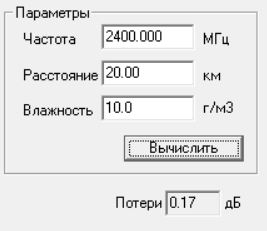 Параметры
Частота 2400.000 МГц
Расстояние 20.00 км
Влажность 10.0 г/м3
Вычислить
Потери 0.17 дБ